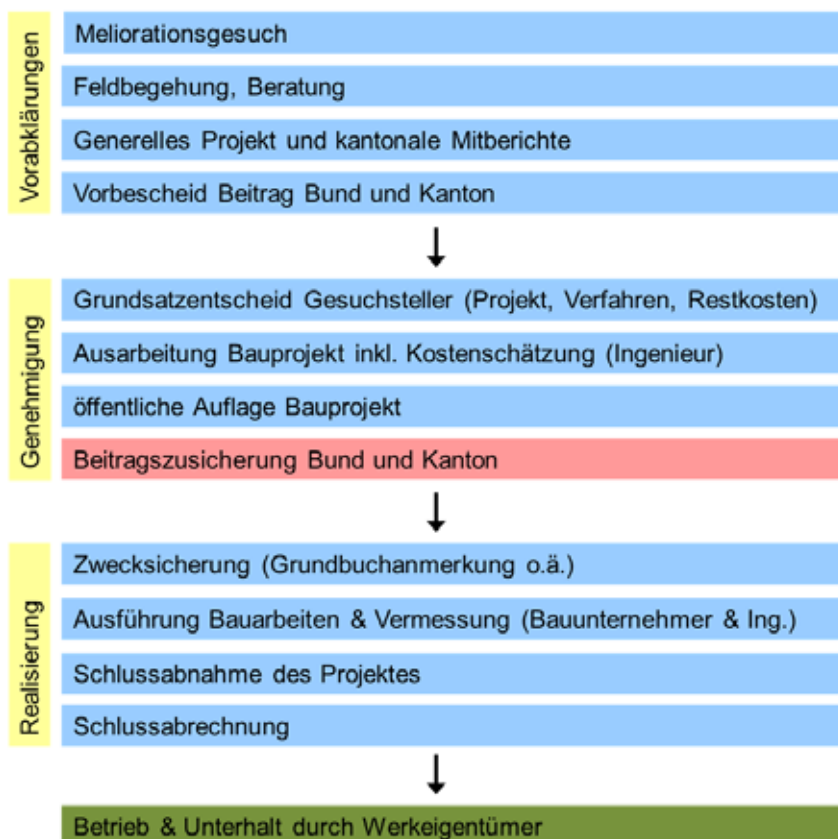 Vorabklärungen
Meliorationsgesuch
Feldbegehung, Beratung
Generelles Projekt und kantonale Mitberichte
Vorbescheid Beitrag Bund und Kanton
Genehmigung
Grundsatzentscheid Gesuchsteller (Projekt, Verfahren, Restkosten)
Ausarbeitung Bauprojekt inkl. Kostenschätzung (Ingenieur)
öffentliche Auflage Bauprojekt
Beitragszusicherung Bund und Kanton
Realisierung
Zwecksicherung (Grundbuchanmerkung o.ä.)
Ausführung Bauarbeiten & Vermessung (Bauunternehmer & Ing.)
Schlussabnahme des Projektes
Schlussabrechnung
Betrieb & Unterhalt durch Werkeigentümer